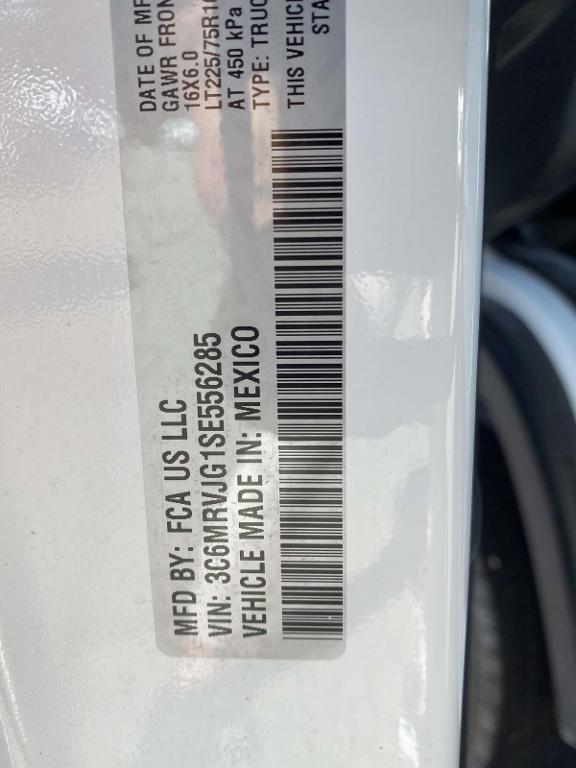 MFD BY: FCA US LLC
VIN: 3C6MRVJG1SE556285
VEHICLE MADE IN: MEXICO
DATE OF MF
GAWR FRON
16X6.0
LT225/75R1
AT 450 kPa
TYPE: TRUC
THIS VEHIC
STA